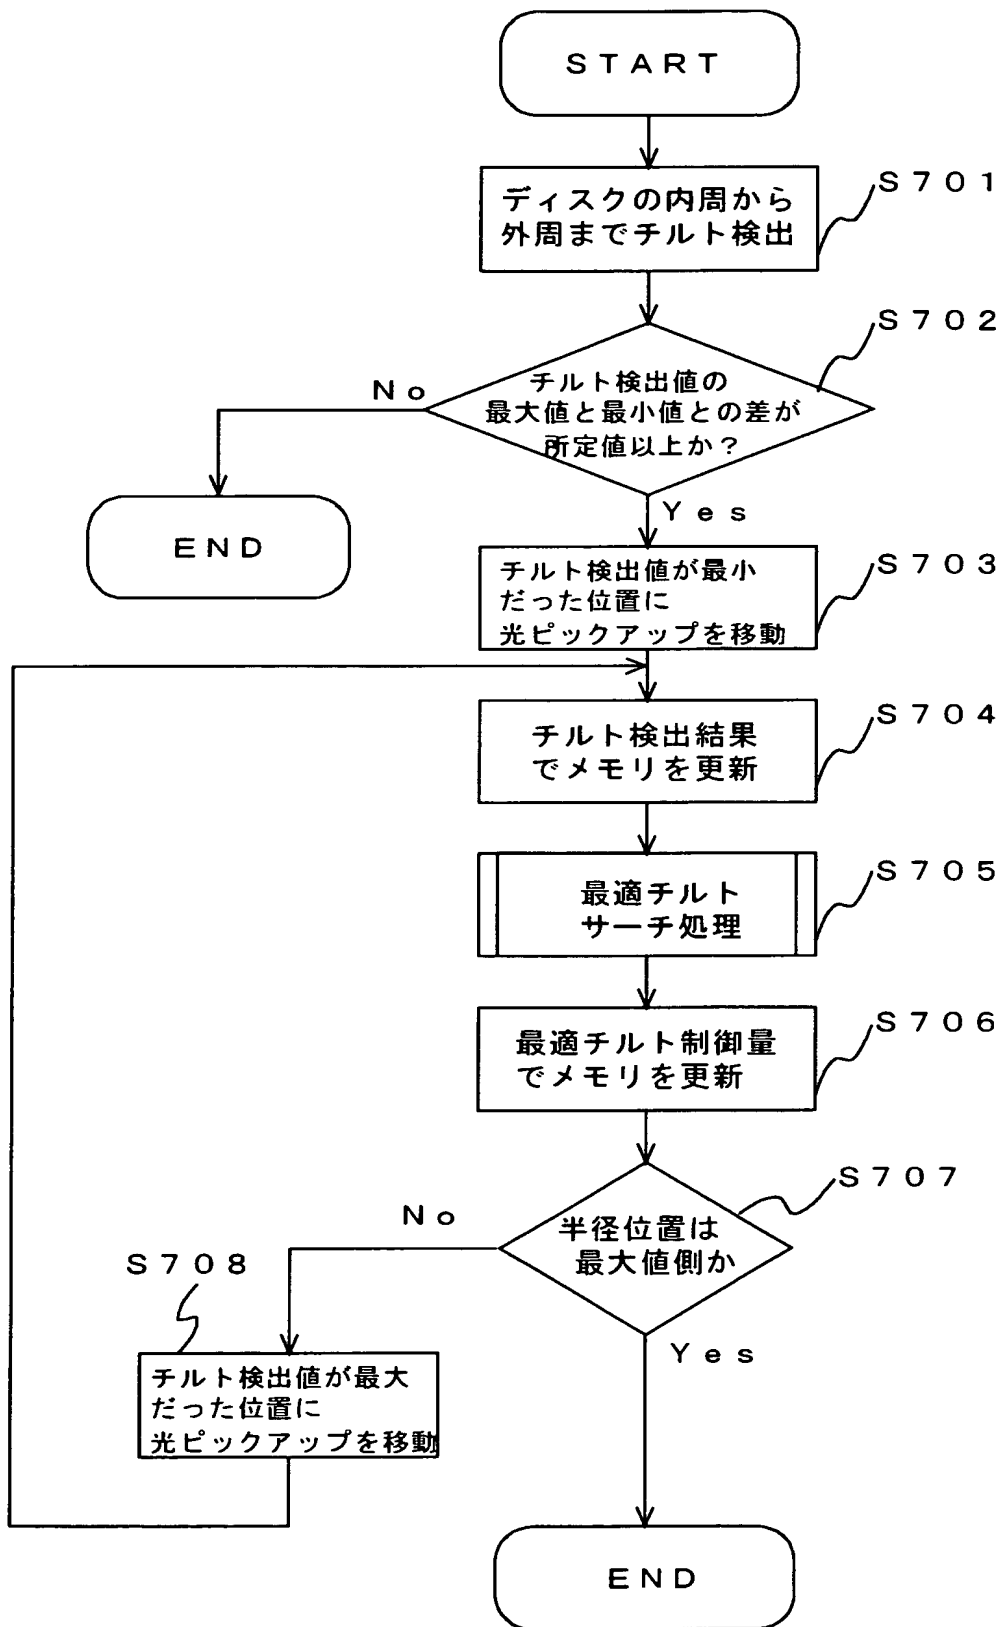 START
ディスクの内周から
外周までチルト検出
S701
チルト検出値の
最大値と最小値との差が
所定値以上か?
S702
No
END
Yes
チルト検出値が最小
だった位置に
光ピックアップを移動
S703
チルト検出結果
でメモリを更新
S704
最適チルト
サーチ処理
S705
最適チルト制御量
でメモリを更新
S706
半径位置は
最大値側か
S707
No
S708
チルト検出値が最大
だった位置に
光ピックアップを移動
Yes
END